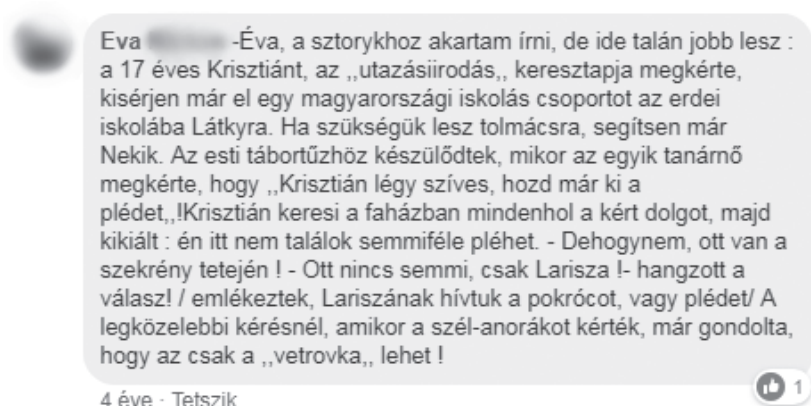 Eva -Éva, a sztorykhoz akartam írni, de ide talán jobb lesz :
a 17 éves Krisztiánt, az ,,utazásiirodás,, keresztapja megkérte,
kisérjen már el egy magyarországi iskolás csoportot az erdei
iskolába Látkyra. Ha szükségük lesz tolmácsra, segítsen már
Nekik. Az esti tábortűzhöz készülődtek, mikor az egyik tanárnő
megkérte, hogy ,,Krisztián légy szíves, hozd már ki a
plédet,,!Krisztián keresi a faházban mindenhol a kért dolgot, majd
kikiált : én itt nem találok semmiféle pléhet. - Dehogynem, ott van a
szekrény tetején ! - Ott nincs semmi, csak Larisza !- hangzott a
válasz! / emlékeztek, Lariszának hívtuk a pokrócot, vagy plédet/ A
legközelebbi kérésnél, amikor a szél-anorákot kérték, már gondolta,
hogy az csak a ,,vetrovka,, lehet !
1
4 éve · Tetszik